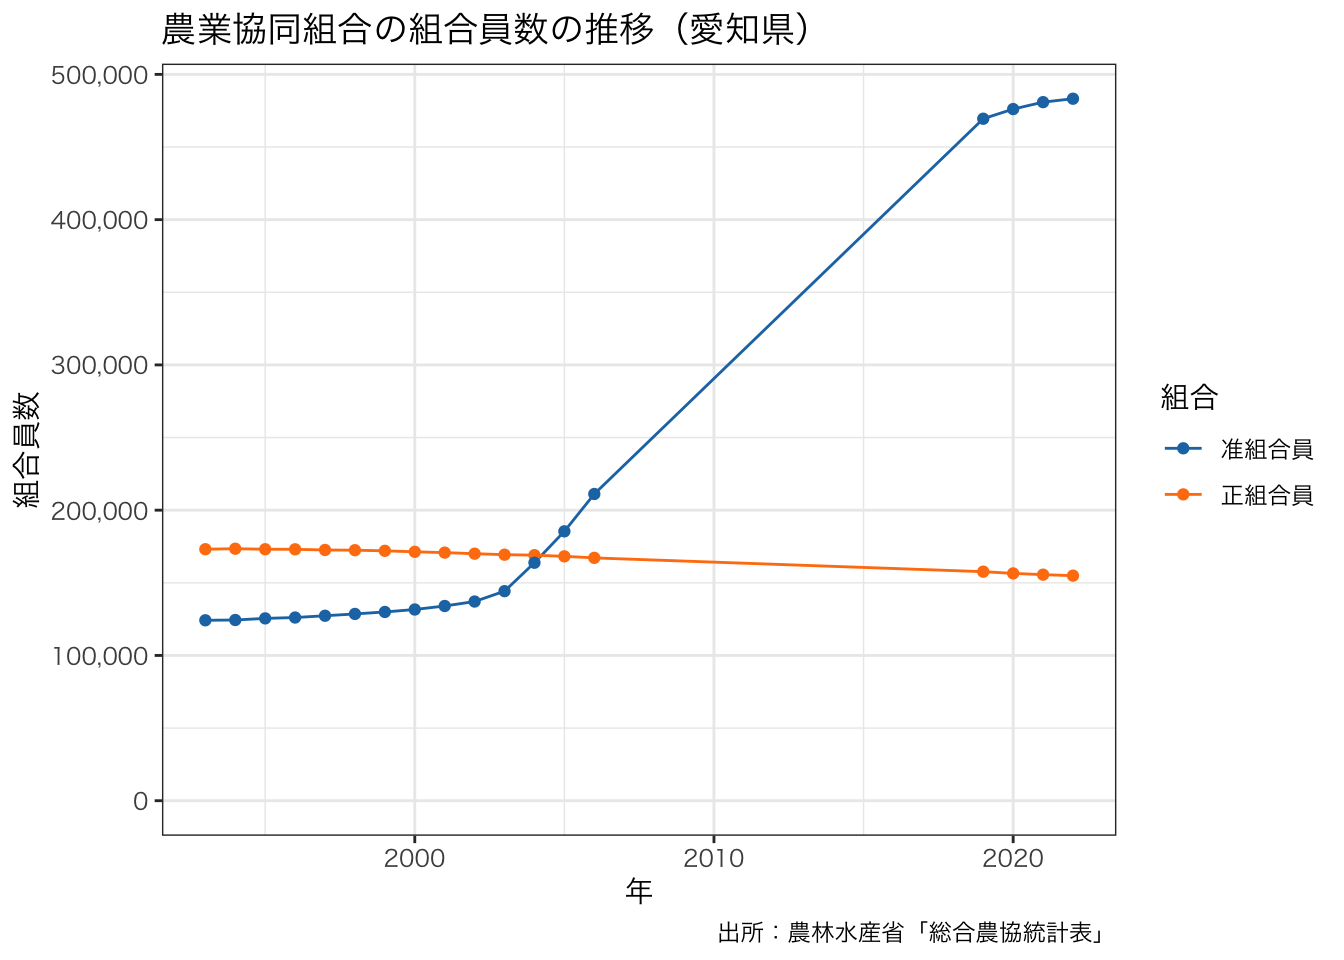 農業協同組合の組合員数の推移（愛知県）
500,000
400,000
300,000
200,000
100,000
0
組合員数
2000
2010
2020
年
組合
准組合員
正組合員
出所：農林水産省「総合農協統計表」